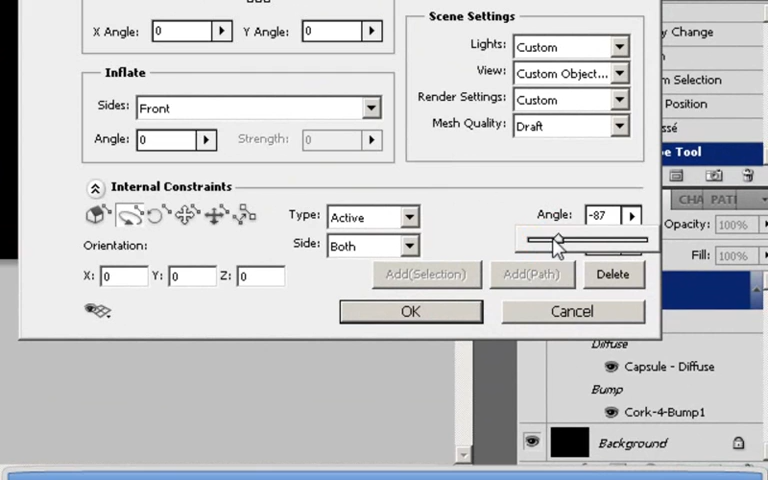 X Angle: 0 Y Angle: 0
Inflate
Sides: Front
Angle: 0 Strength: 0
Scene Settings
Lights: Custom
View: Custom Object...
Render Settings: Custom
Mesh Quality: Draft
Internal Constraints
Type: Active
Side: Both
Angle: -87
Orientation:
X: 0 Y: 0 Z: 0
Add(Selection) Add(Path) Delete
OK Cancel
y Change
m Selection
Position
ssé
pe Tool
CHA PATI
Opacity: 100%
Fill: 100%
Diffuse
Capsule - Diffuse
Bump
Cork-4-Bump1
Background